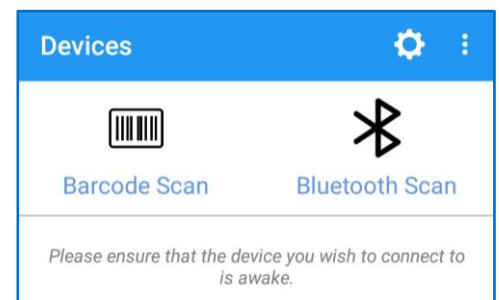 Devices
Barcode Scan
Bluetooth Scan
Please ensure that the device you wish to connect to
is awake.